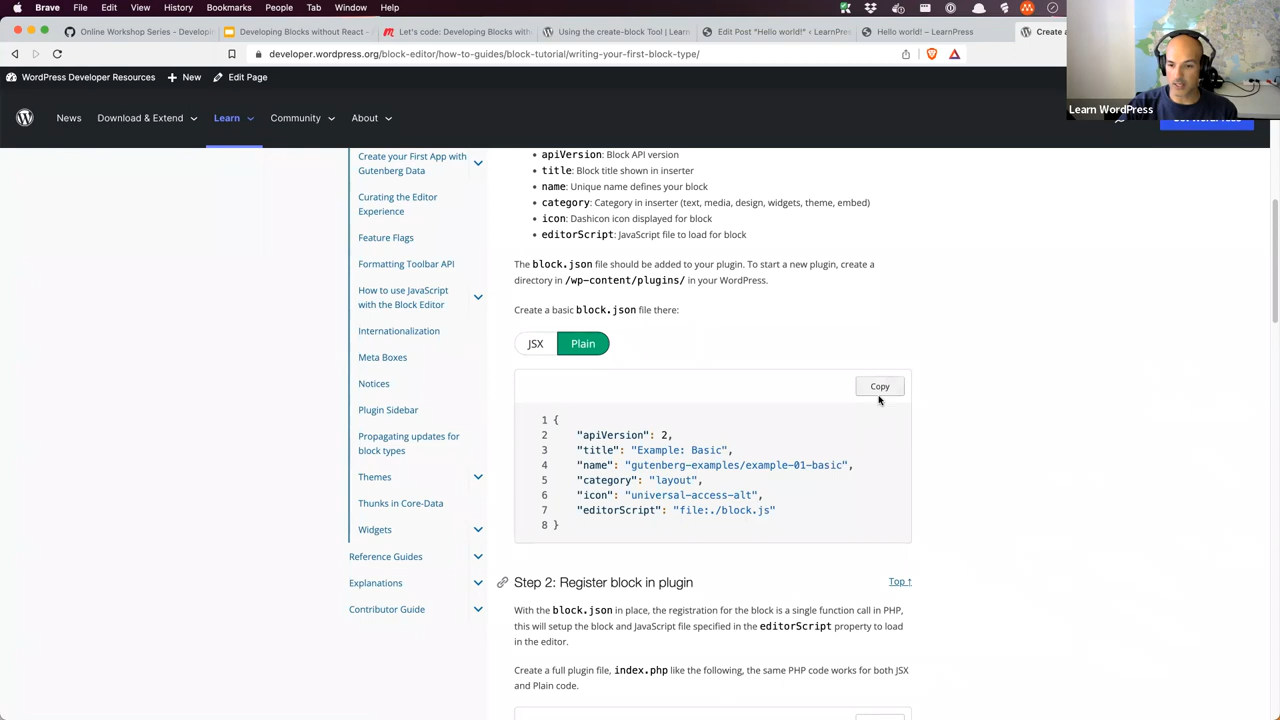 Brave File Edit View History Bookmarks People Tab Window Help
Online Workshop Series - Developi
Developing Blocks without React -
Let's code: Developing Blocks with
Using the create-block Tool | Learn
Edit Post "Hello world!" ‹ LearnPres
Hello world! – LearnPress
Create a
developer.wordpress.org/block-editor/how-to-guides/block-tutorial/writing-your-first-block-type/
WordPress Developer Resources New Edit Page
News Download & Extend Learn Community About
Learn WordPress
Create your First App with
Gutenberg Data
Curating the Editor
Experience
Feature Flags
Formatting Toolbar API
How to use JavaScript
with the Block Editor
Internationalization
Meta Boxes
Notices
Plugin Sidebar
Propagating updates for
block types
Themes
Thunks in Core-Data
Widgets
Reference Guides
Explanations
Contributor Guide
• apiVersion: Block API version
• title: Block title shown in inserter
• name: Unique name defines your block
• category: Category in inserter (text, media, design, widgets, theme, embed)
• icon: Dashicon icon displayed for block
• editorScript: JavaScript file to load for block
The block.json file should be added to your plugin. To start a new plugin, create a
directory in /wp-content/plugins/ in your WordPress.
Create a basic block.json file there:
JSX Plain
Copy
1 {
2 "apiVersion": 2,
3 "title": "Example: Basic",
4 "name": "gutenberg-examples/example-01-basic",
5 "category": "layout",
6 "icon": "universal-access-alt",
7 "editorScript": "file:./block.js"
8 }
Step 2: Register block in plugin
Top ↑
With the block.json in place, the registration for the block is a single function call in PHP,
this will setup the block and JavaScript file specified in the editorScript property to load
in the editor.
Create a full plugin file, index.php like the following, the same PHP code works for both JSX
and Plain code.